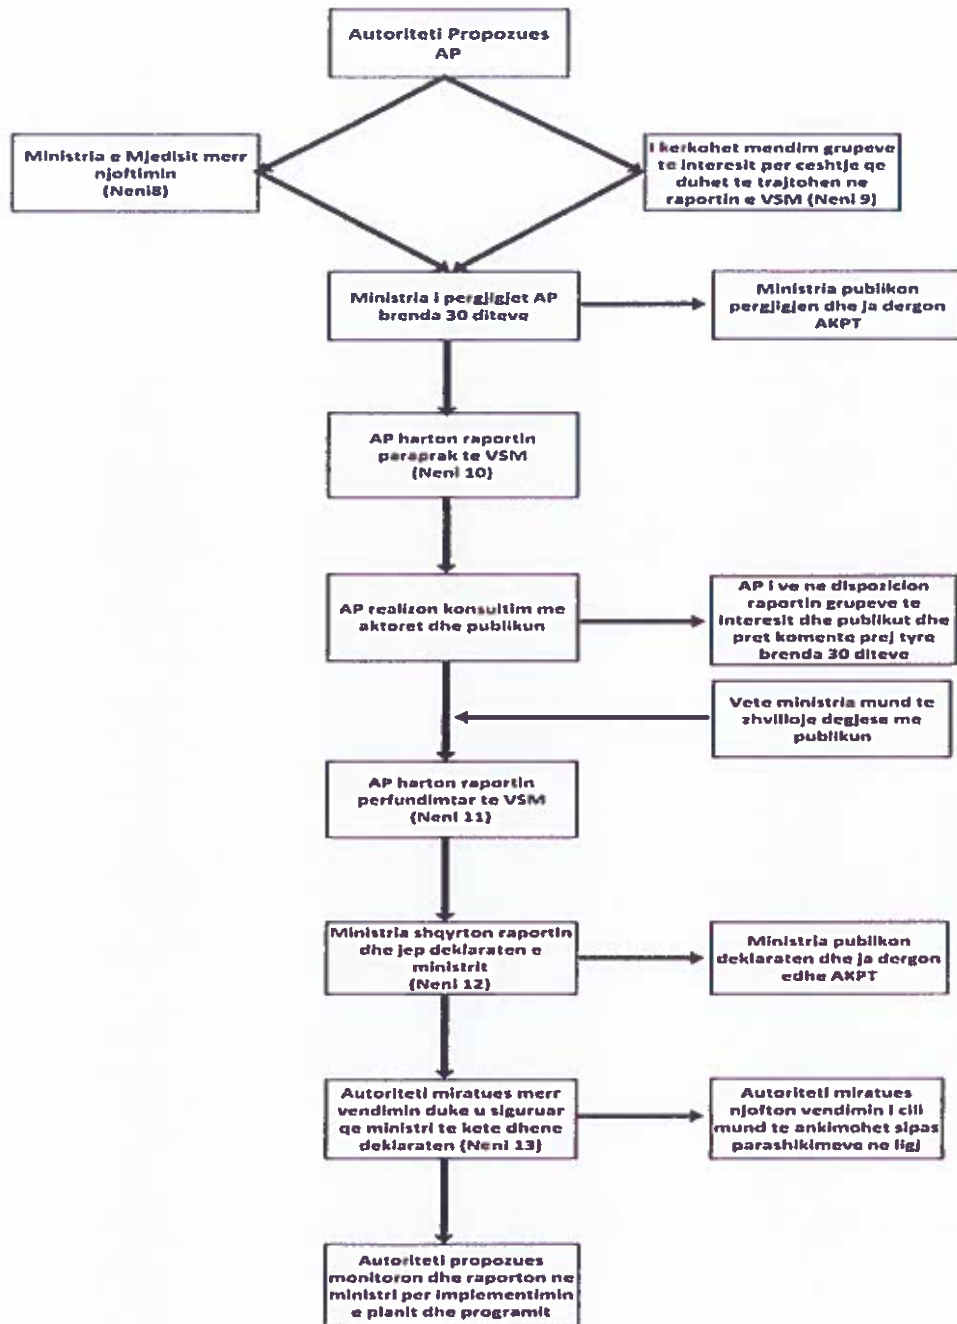 Autoriteti Propozues
AP
Ministria e Mjedisit merr
njoftimin
(Neni8)
I kerkohet mendim grupeve
te interesit per ceshtje qe
duhet te trajtohen ne
raportin e VSM (Neni 9)
Ministria i pergjigjet AP
brenda 30 diteve
Ministria publikon
pergjigjen dhe ja dergon
AKPT
AP harton raportin
paraprak te VSM
(Neni 10)
AP realizon konsultim me
aktoret dhe publikun
AP i ve ne dispozicion
raportin grupeve te
interesit dhe publikut dhe
pret komente prej tyre
brenda 30 diteve
Vete ministria mund te
zhvilloje degjese me
publikun
AP harton raportin
perfundimtar te VSM
(Neni 11)
Ministria shqyrton raportin
dhe jep deklaraten e
ministrit
(Neni 12)
Ministria publikon
deklaraten dhe ja dergon
edhe AKPT
Autoriteti miratues merr
vendimin duke u siguruar
qe ministri te kete dhene
deklaraten (Neni 13)
Autoriteti miratues
njofton vendimin i cili
mund te ankimohet sipas
parashikimeve ne ligj
Autoriteti propozues
monitoron dhe raporton ne
ministri per implementimin
e planit dhe programit